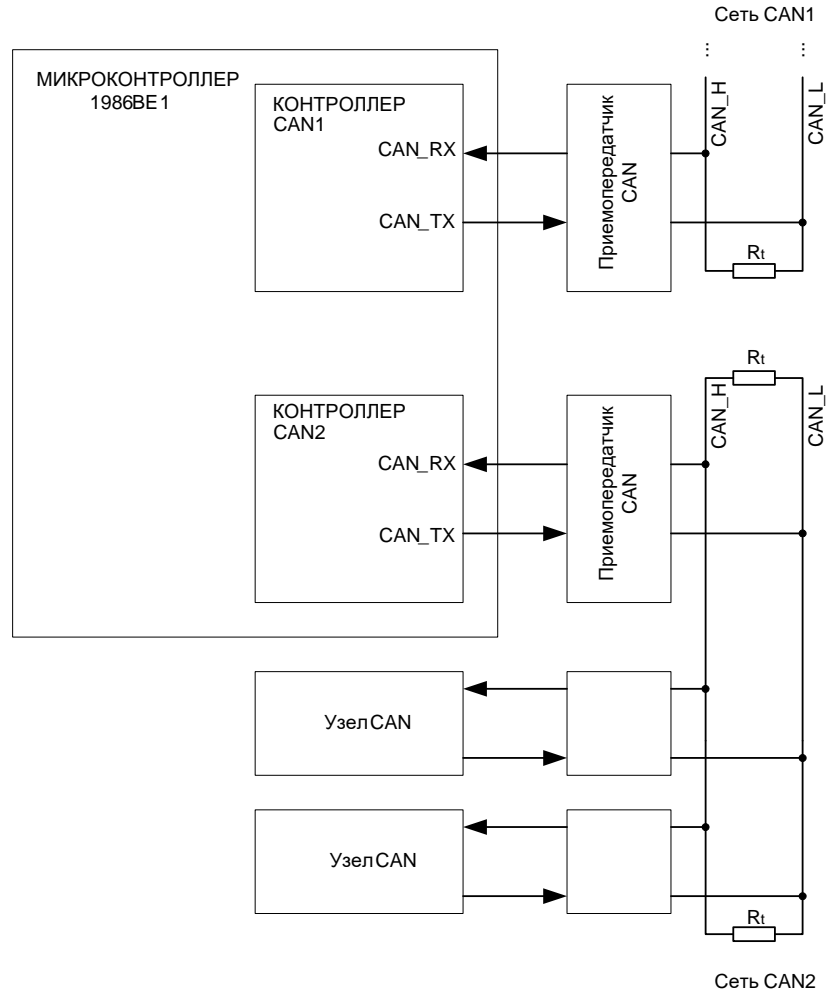 Сеть CAN1
...
...
МИКРОКОНТРОЛЛЕР
1986ВЕ1
КОНТРОЛЛЕР
CAN1
CAN_RX
CAN_TX
Приемопередатчик
CAN
CAN_H
CAN_L
Rt
КОНТРОЛЛЕР
CAN2
CAN_RX
CAN_TX
Приемопередатчик
CAN
Rt
CAN_H
CAN_L
Узел CAN
Узел CAN
Rt
Сеть CAN2